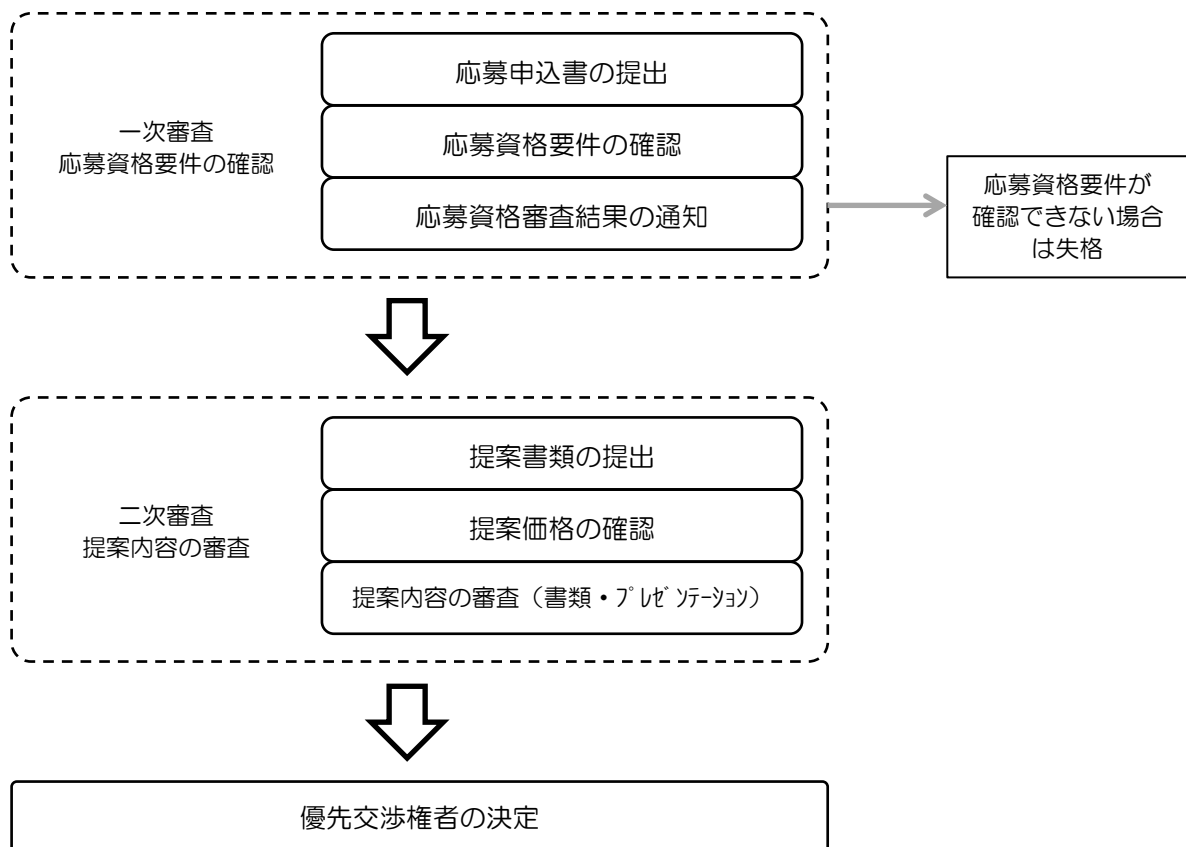 一次審査
応募資格要件の確認
応募申込書の提出
応募資格要件の確認
応募資格審査結果の通知
応募資格要件が
確認できない場合
は失格
二次審査
提案内容の審査
提案書類の提出
提案価格の確認
提案内容の審査（書類・ﾌﾟﾚｾﾞﾝﾃｰｼｮﾝ）
優先交渉権者の決定